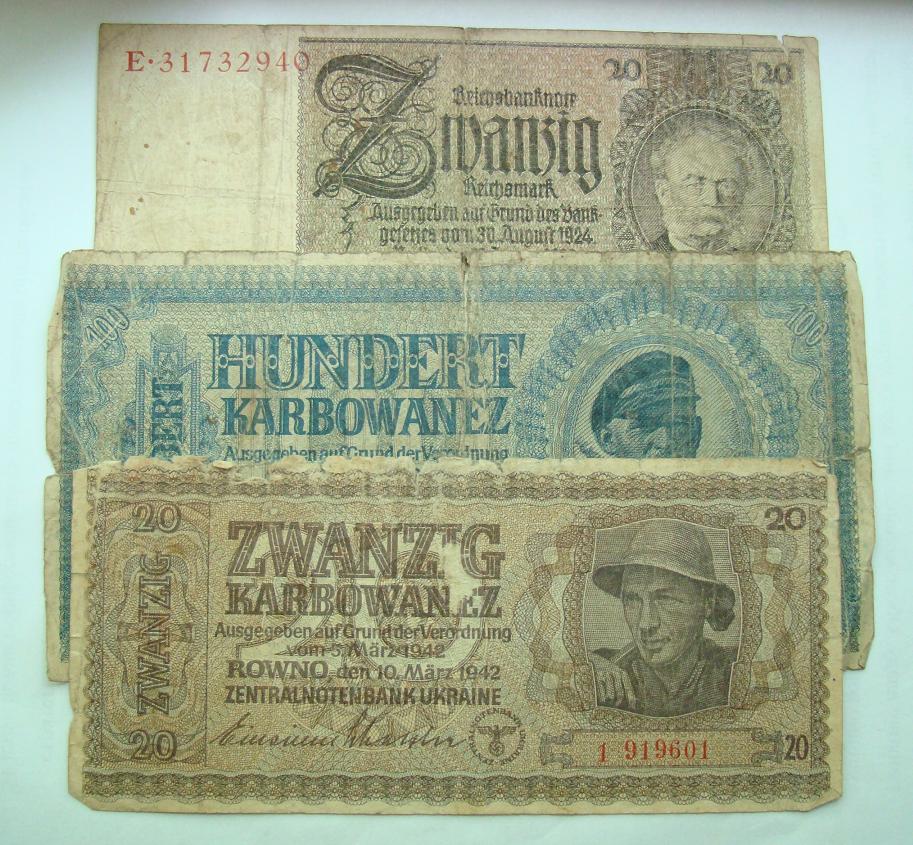 E·31732940
20 20
Reichsbanknote
Zwanzig
Reichsmark
Ausgegeben auf Grund des Bank-
gesetzes vom 30. August 1924
100 100
HUNDERT
KARBOWANEZ
Ausgegeben auf Grund der Verordnung
20 20
ZWANZIG
ZWANZIG
KARBOWANEZ
Ausgegeben auf Grund der Verordnung
vom 5. März 1942
ROWNO, den 10. März 1942
ZENTRALNOTENBANK UKRAINE
1 919601
20 20